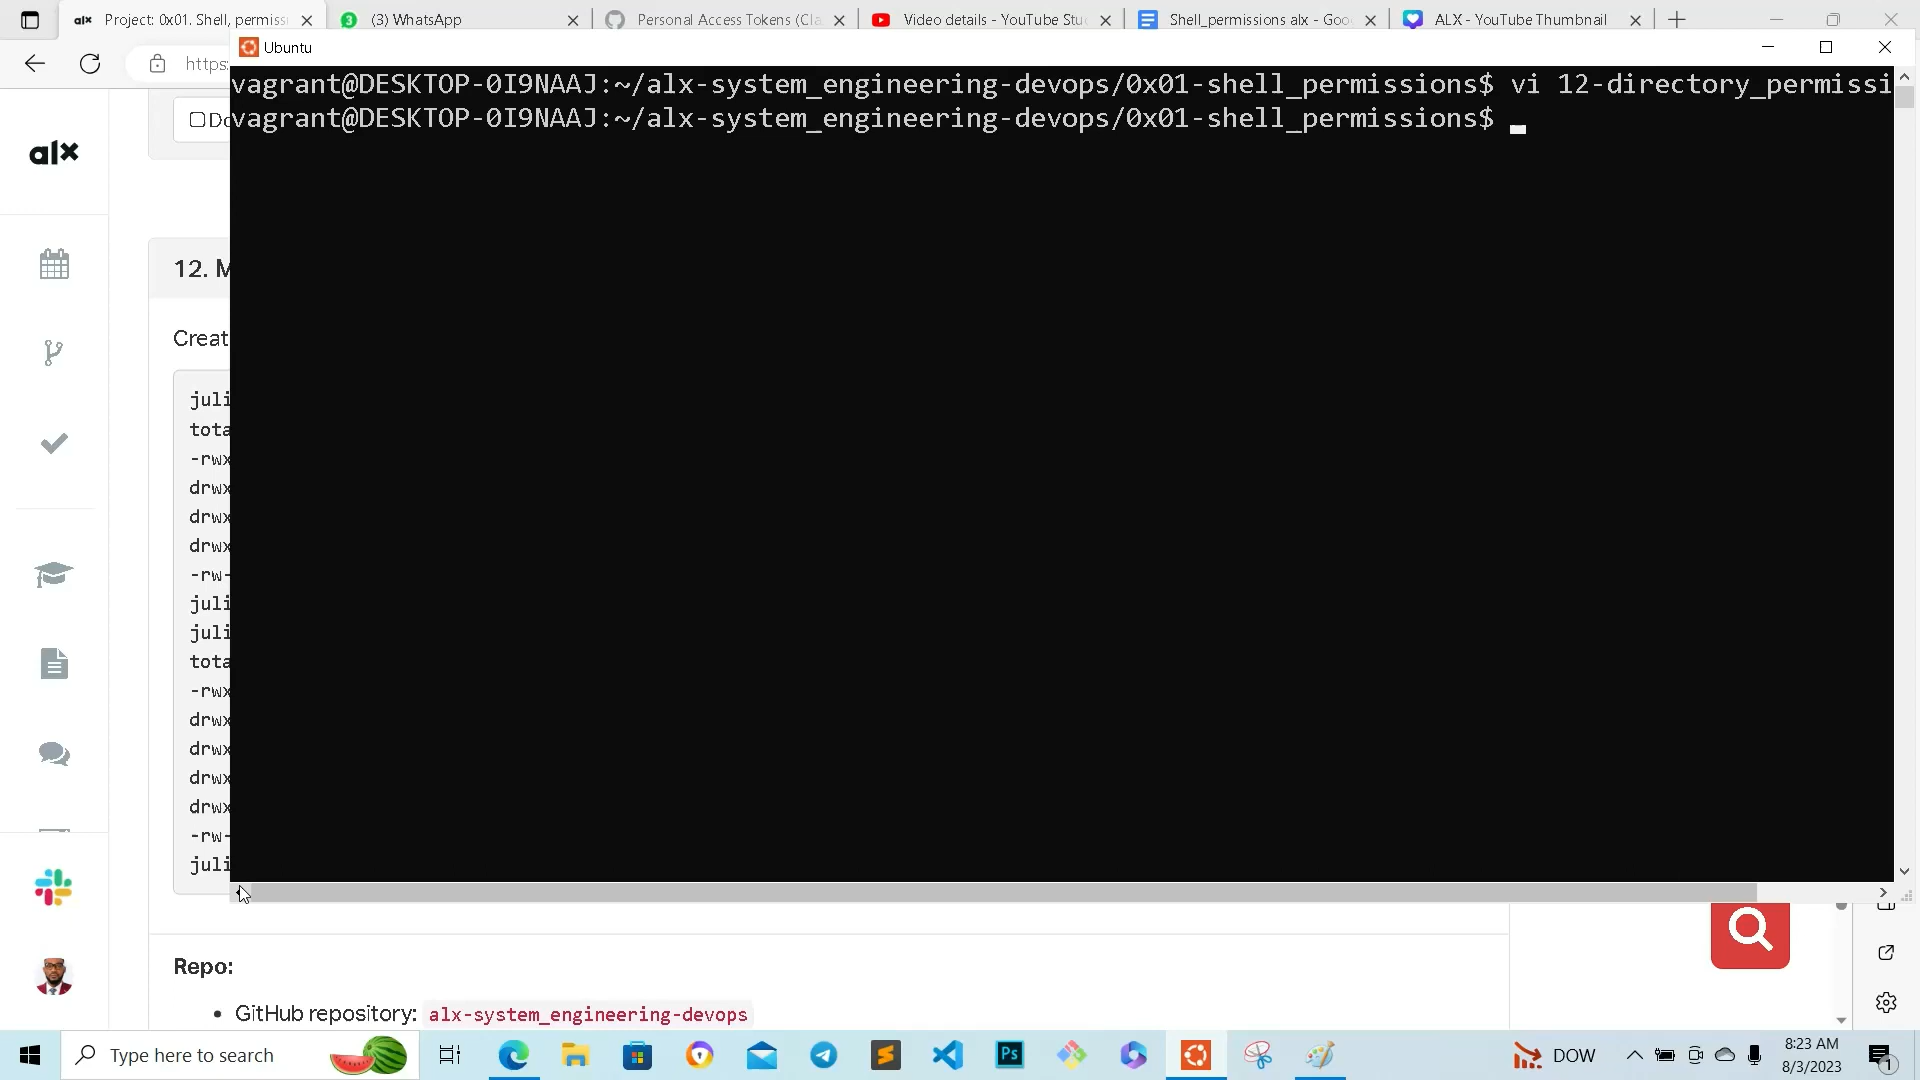 Project: 0x01. Shell, permiss
(3) WhatsApp
Personal Access Tokens (Cla
Video details - YouTube Stu
Shell_permissions alx - Goo
ALX - YouTube Thumbnail
https:
Ubuntu
vagrant@DESKTOP-0I9NAAJ:~/alx-system_engineering-devops/0x01-shell_permissions$ vi 12-directory_permissi
vagrant@DESKTOP-0I9NAAJ:~/alx-system_engineering-devops/0x01-shell_permissions$
alx
Do
12. M
Creat
juli
tota
-rwx
drwx
drwx
drwx
-rw-
juli
juli
tota
-rwx
drwx
drwx
drwx
drwx
-rw-
juli
Repo:
• GitHub repository: alx-system_engineering-devops
Type here to search
DOW
8:23 AM
8/3/2023
1